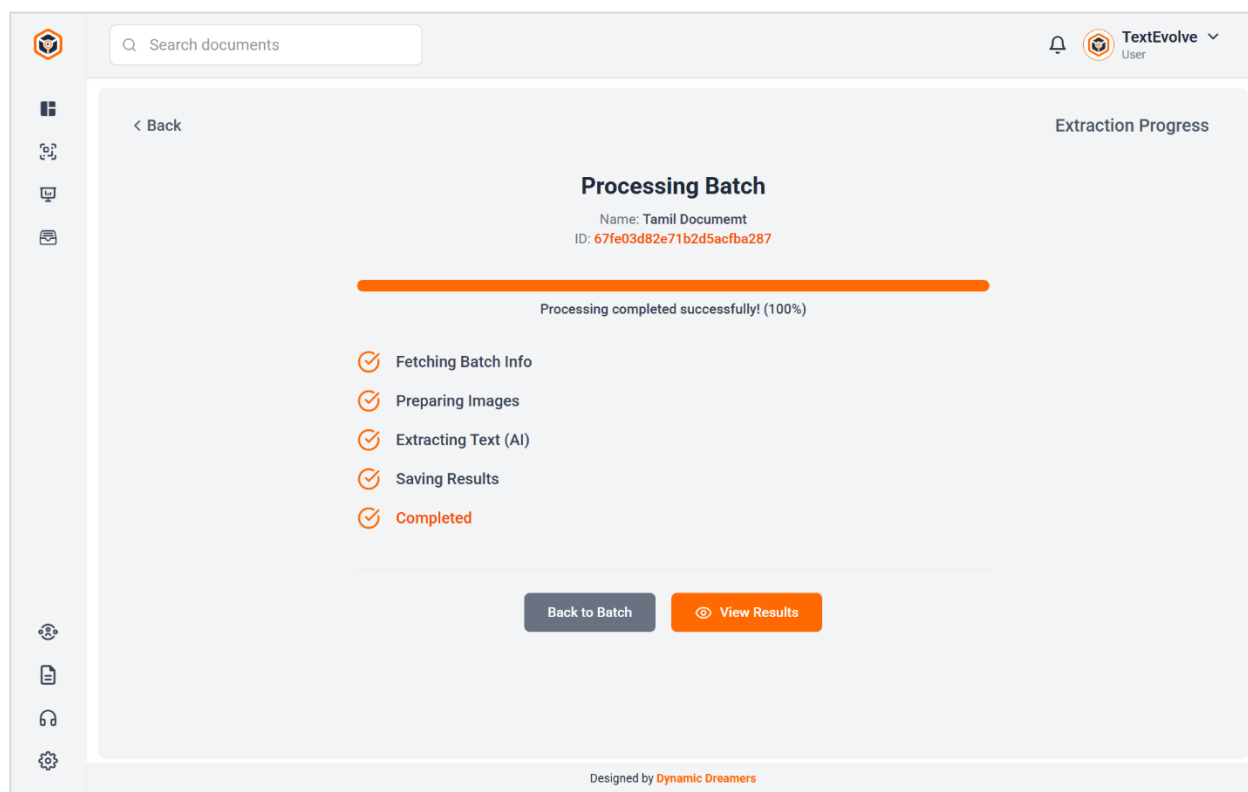 Search documents
TextEvolve
User
Back
Extraction Progress
Processing Batch
Name: Tamil Documemt
ID: 67fe03d82e71b2d5acfba287
Processing completed successfully! (100%)
Fetching Batch Info
Preparing Images
Extracting Text (AI)
Saving Results
Completed
Back to Batch
View Results
Designed by Dynamic Dreamers